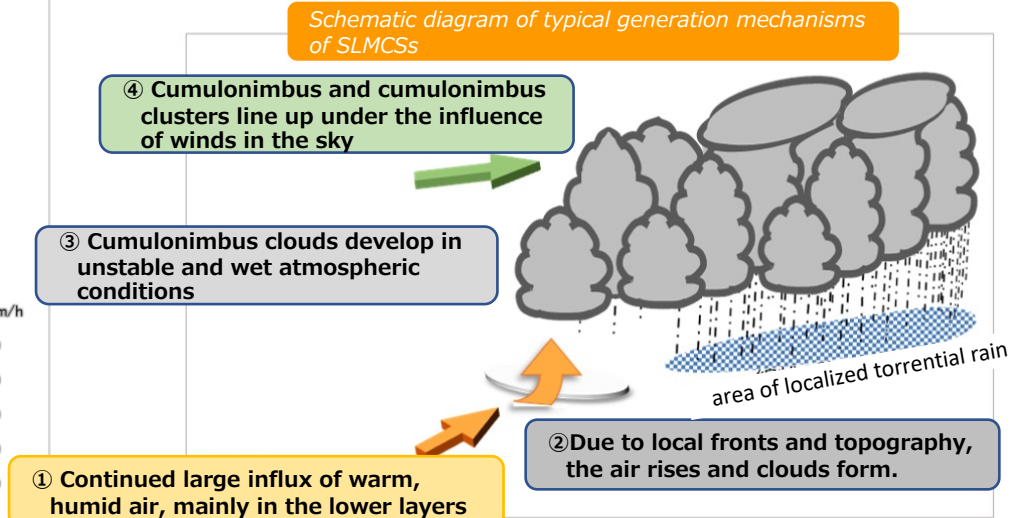 Schematic diagram of typical generation mechanisms
of SLMCSs
④ Cumulonimbus and cumulonimbus
clusters line up under the influence
of winds in the sky
③ Cumulonimbus clouds develop in
unstable and wet atmospheric
conditions
m/h
area of localized torrential rain
②Due to local fronts and topography,
the air rises and clouds form.
① Continued large influx of warm,
humid air, mainly in the lower layers